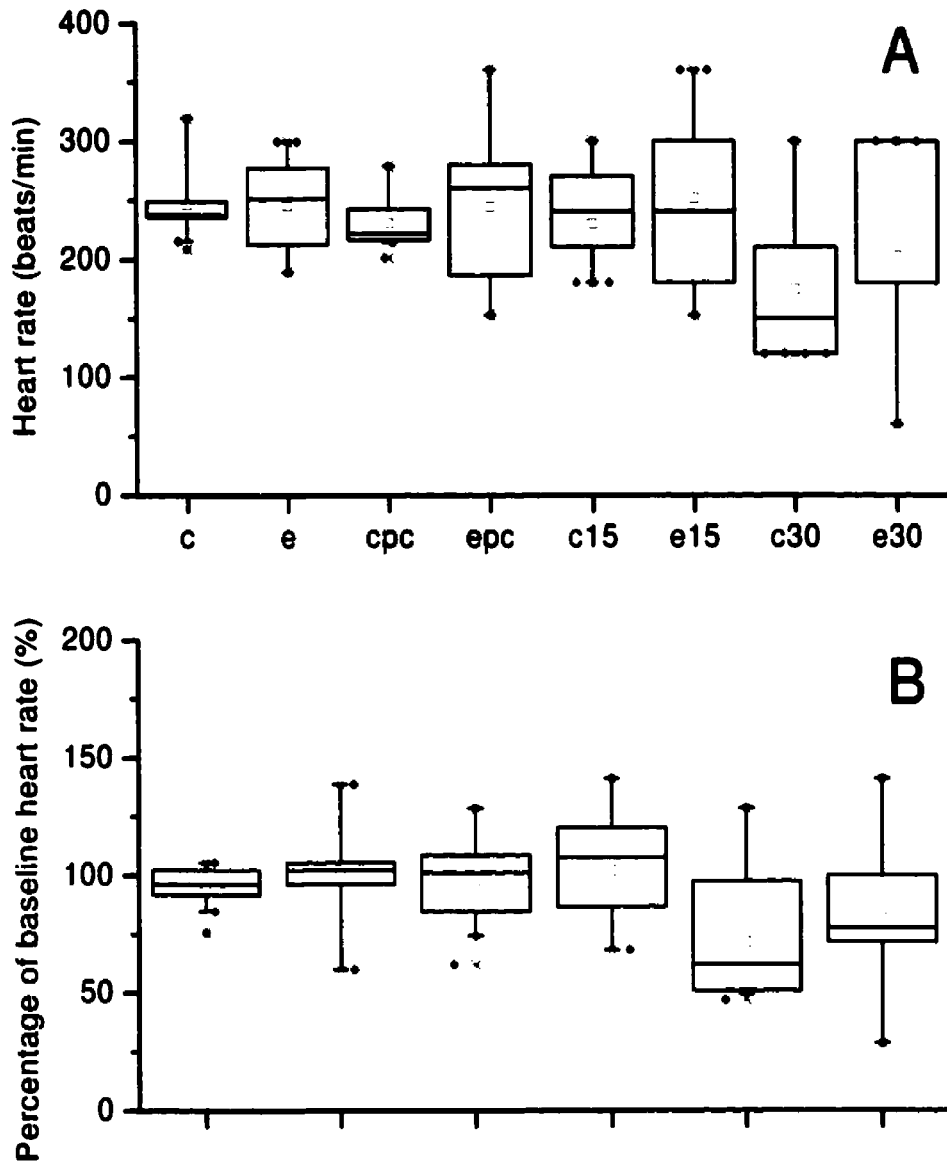 A
Heart rate (beats/min)
400
300
200
100
0
c e cpc epc c15 e15 c30 e30
B
Percentage of baseline heart rate (%)
200
150
100
50
0